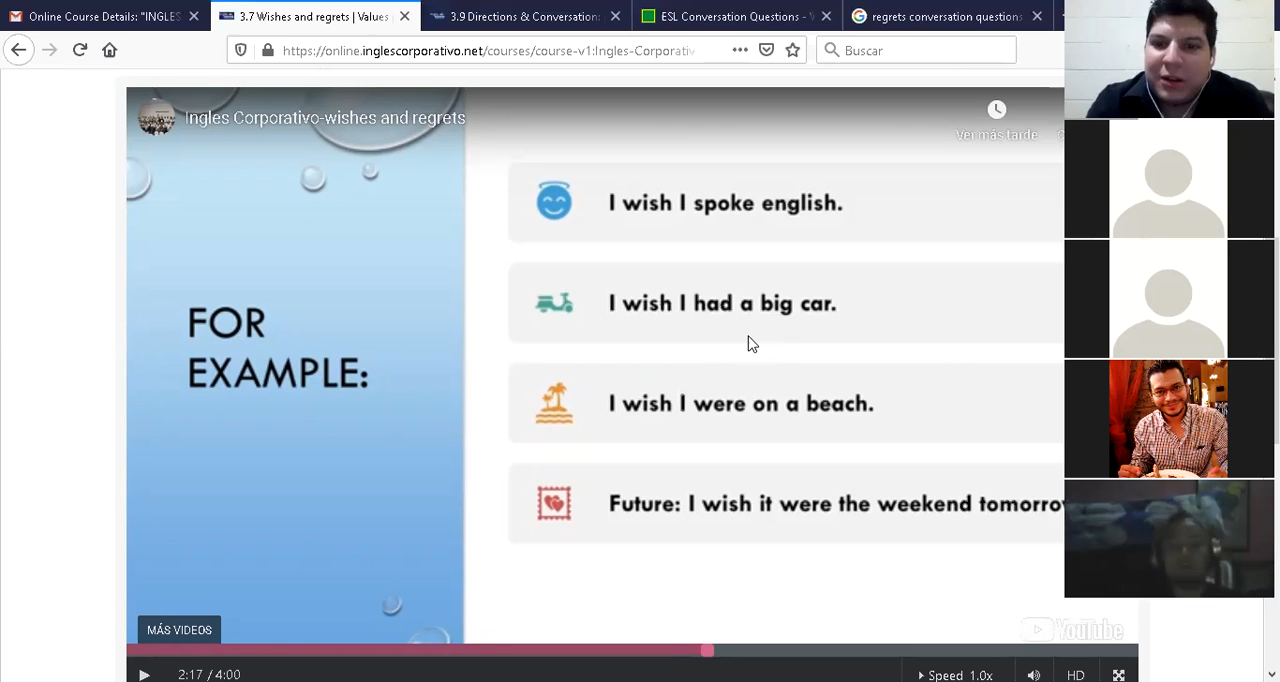 Online Course Details: "INGLES
3.7 Wishes and regrets | Values
3.9 Directions & Conversation:
ESL Conversation Questions -
regrets conversation questions
https://online.inglescorporativo.net/courses/course-v1:Ingles-Corporativ
Buscar
Ingles Corporativo-wishes and regrets
Ver más tarde
I wish I spoke english.
I wish I had a big car.
FOR
EXAMPLE:
I wish I were on a beach.
Future: I wish it were the weekend tomorrow
MÁS VIDEOS
YouTube
2:17 / 4:00
Speed 1.0x
HD